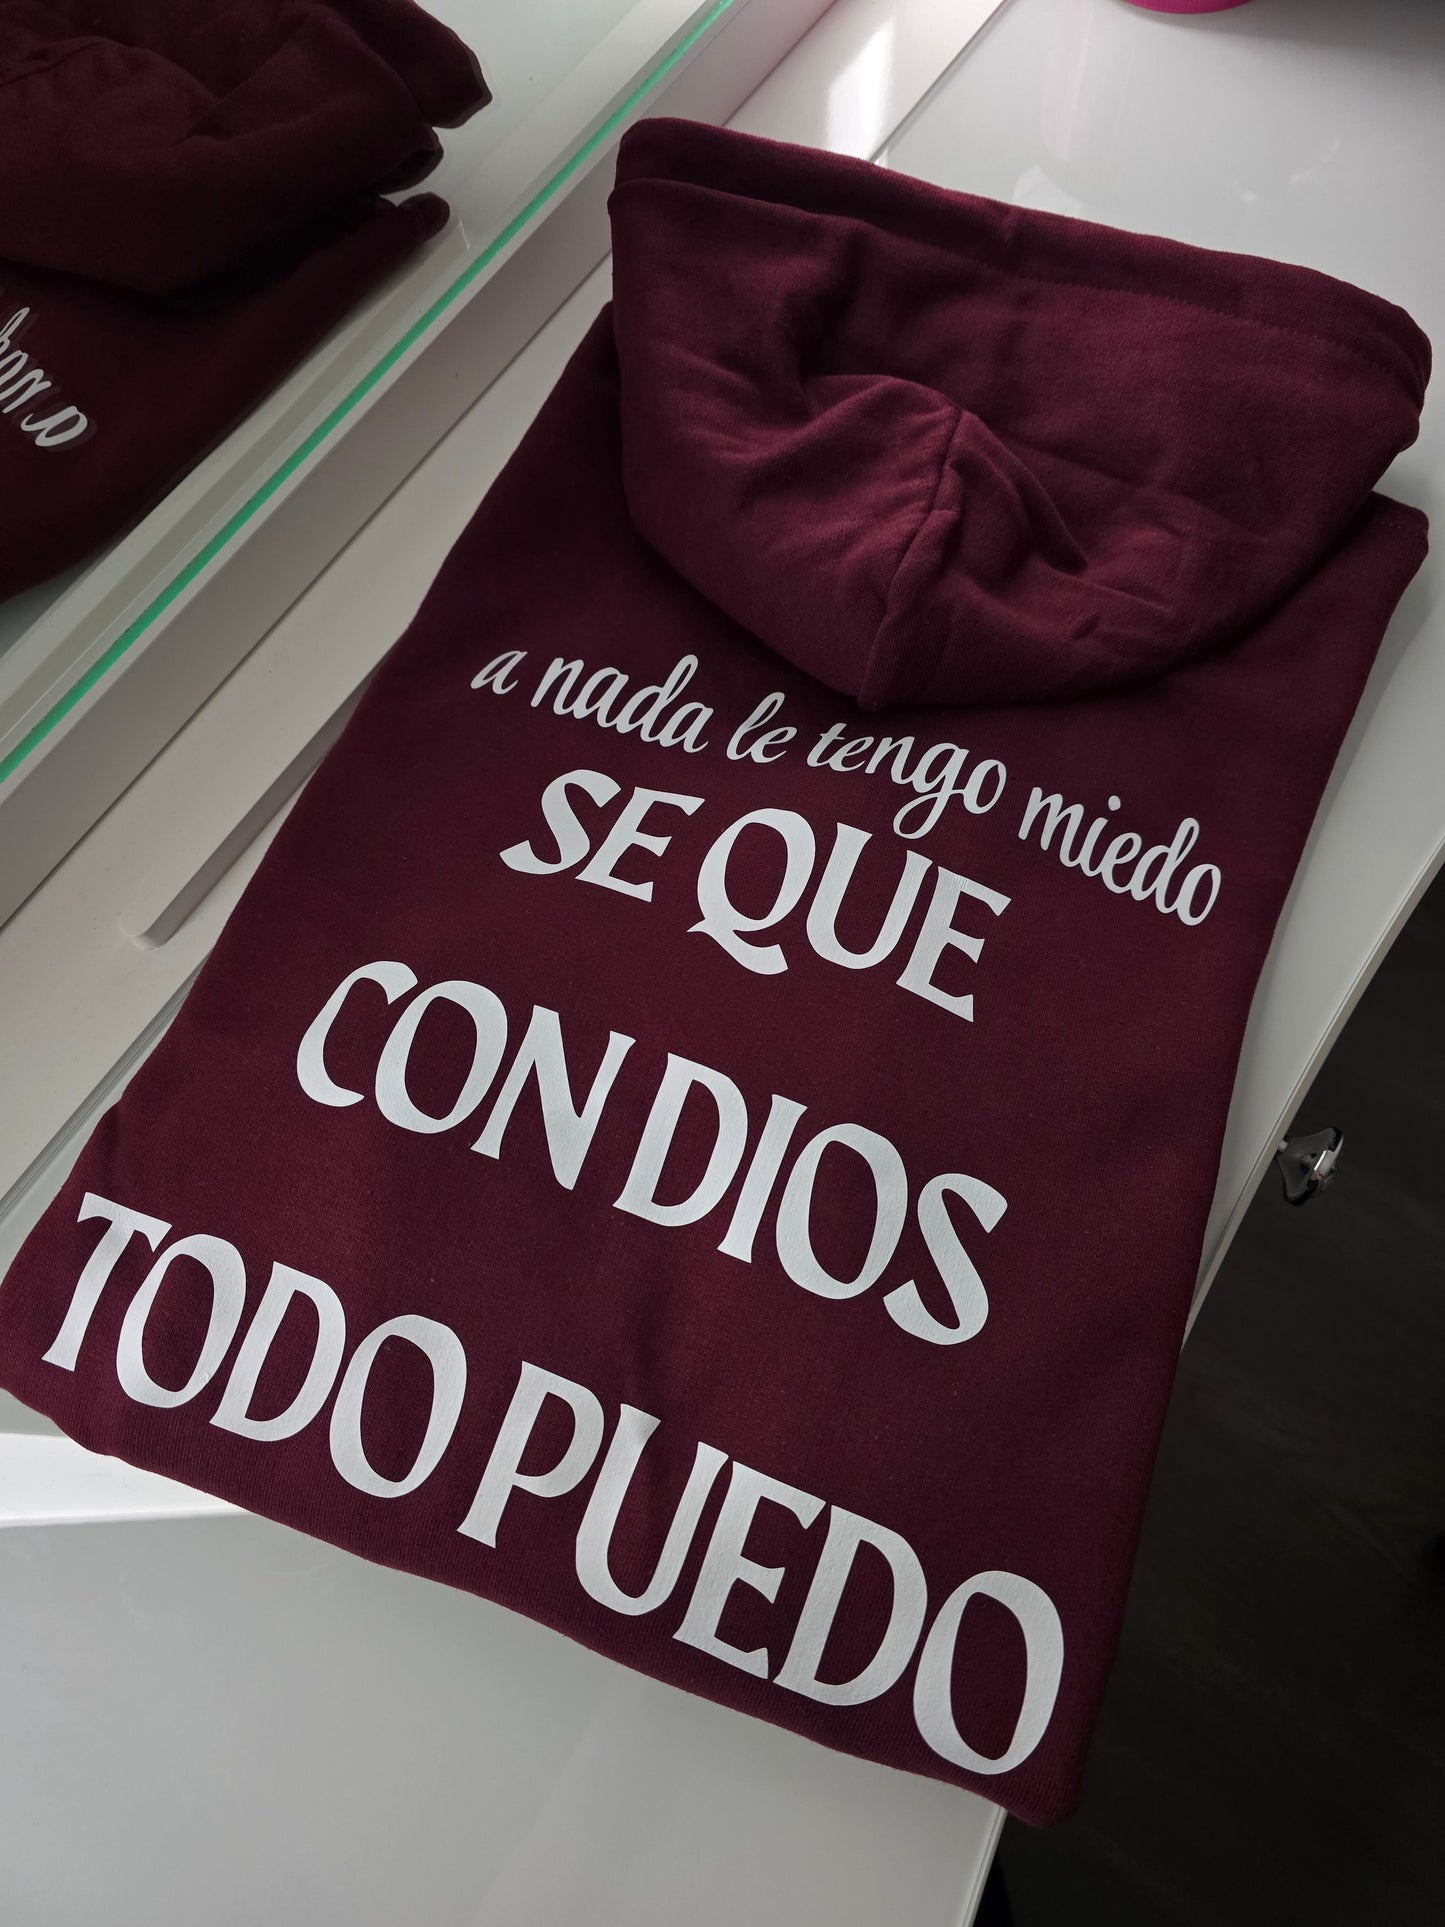 a nada le tengo miedo
SE QUE
CON DIOS
TODO PUEDO